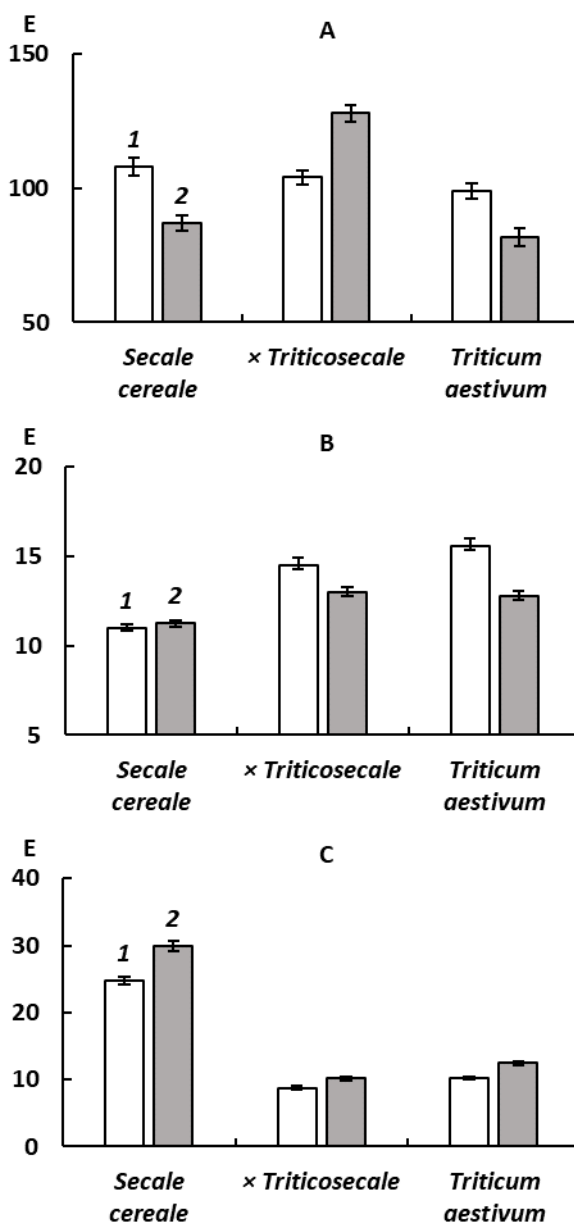 E
A
150
100
50
1
2
Secale
cereale
× Triticosecale
Triticum
aestivum
E
B
20
15
10
5
1
2
Secale
cereale
× Triticosecale
Triticum
aestivum
E
C
40
30
20
10
0
1
2
Secale
cereale
× Triticosecale
Triticum
aestivum